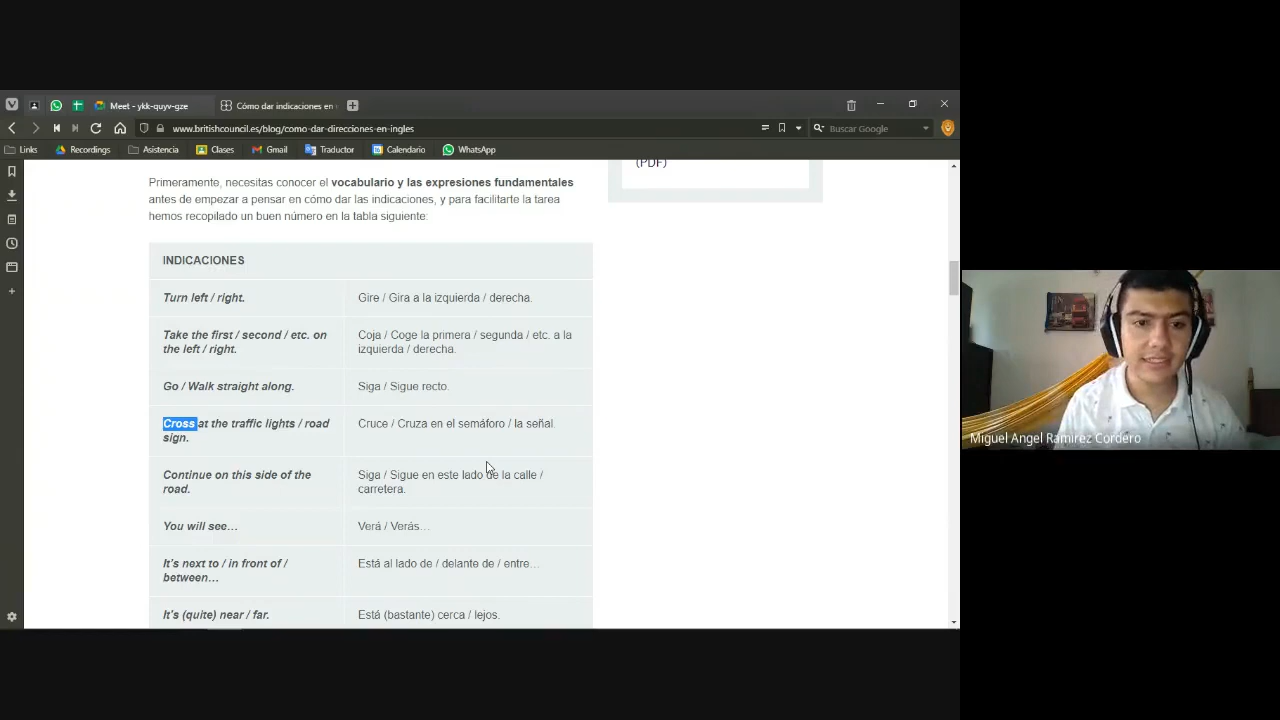 Meet - ykk-quyv-gze
Cómo dar indicaciones en
www.britishcouncil.es/blog/como-dar-direcciones-en-ingles
Buscar Google
Links
Recordings
Asistencia
Clases
Gmail
Traductor
Calendario
WhatsApp
(PDF)
Primeramente, necesitas conocer el vocabulario y las expresiones fundamentales
antes de empezar a pensar en cómo dar las indicaciones, y para facilitarte la tarea
hemos recopilado un buen número en la tabla siguiente:
INDICACIONES
Turn left / right.
Gire / Gira a la izquierda / derecha.
Take the first / second / etc. on
the left / right.
Coja / Coge la primera / segunda / etc. a la
izquierda / derecha.
Go / Walk straight along.
Siga / Sigue recto.
Cross at the traffic lights / road
sign.
Cruce / Cruza en el semáforo / la señal.
Continue on this side of the
road.
Siga / Sigue en este lado de la calle /
carretera.
You will see…
Verá / Verás…
It's next to / in front of /
between…
Está al lado de / delante de / entre…
It's (quite) near / far.
Está (bastante) cerca / lejos.
Miguel Angel Ramirez Cordero